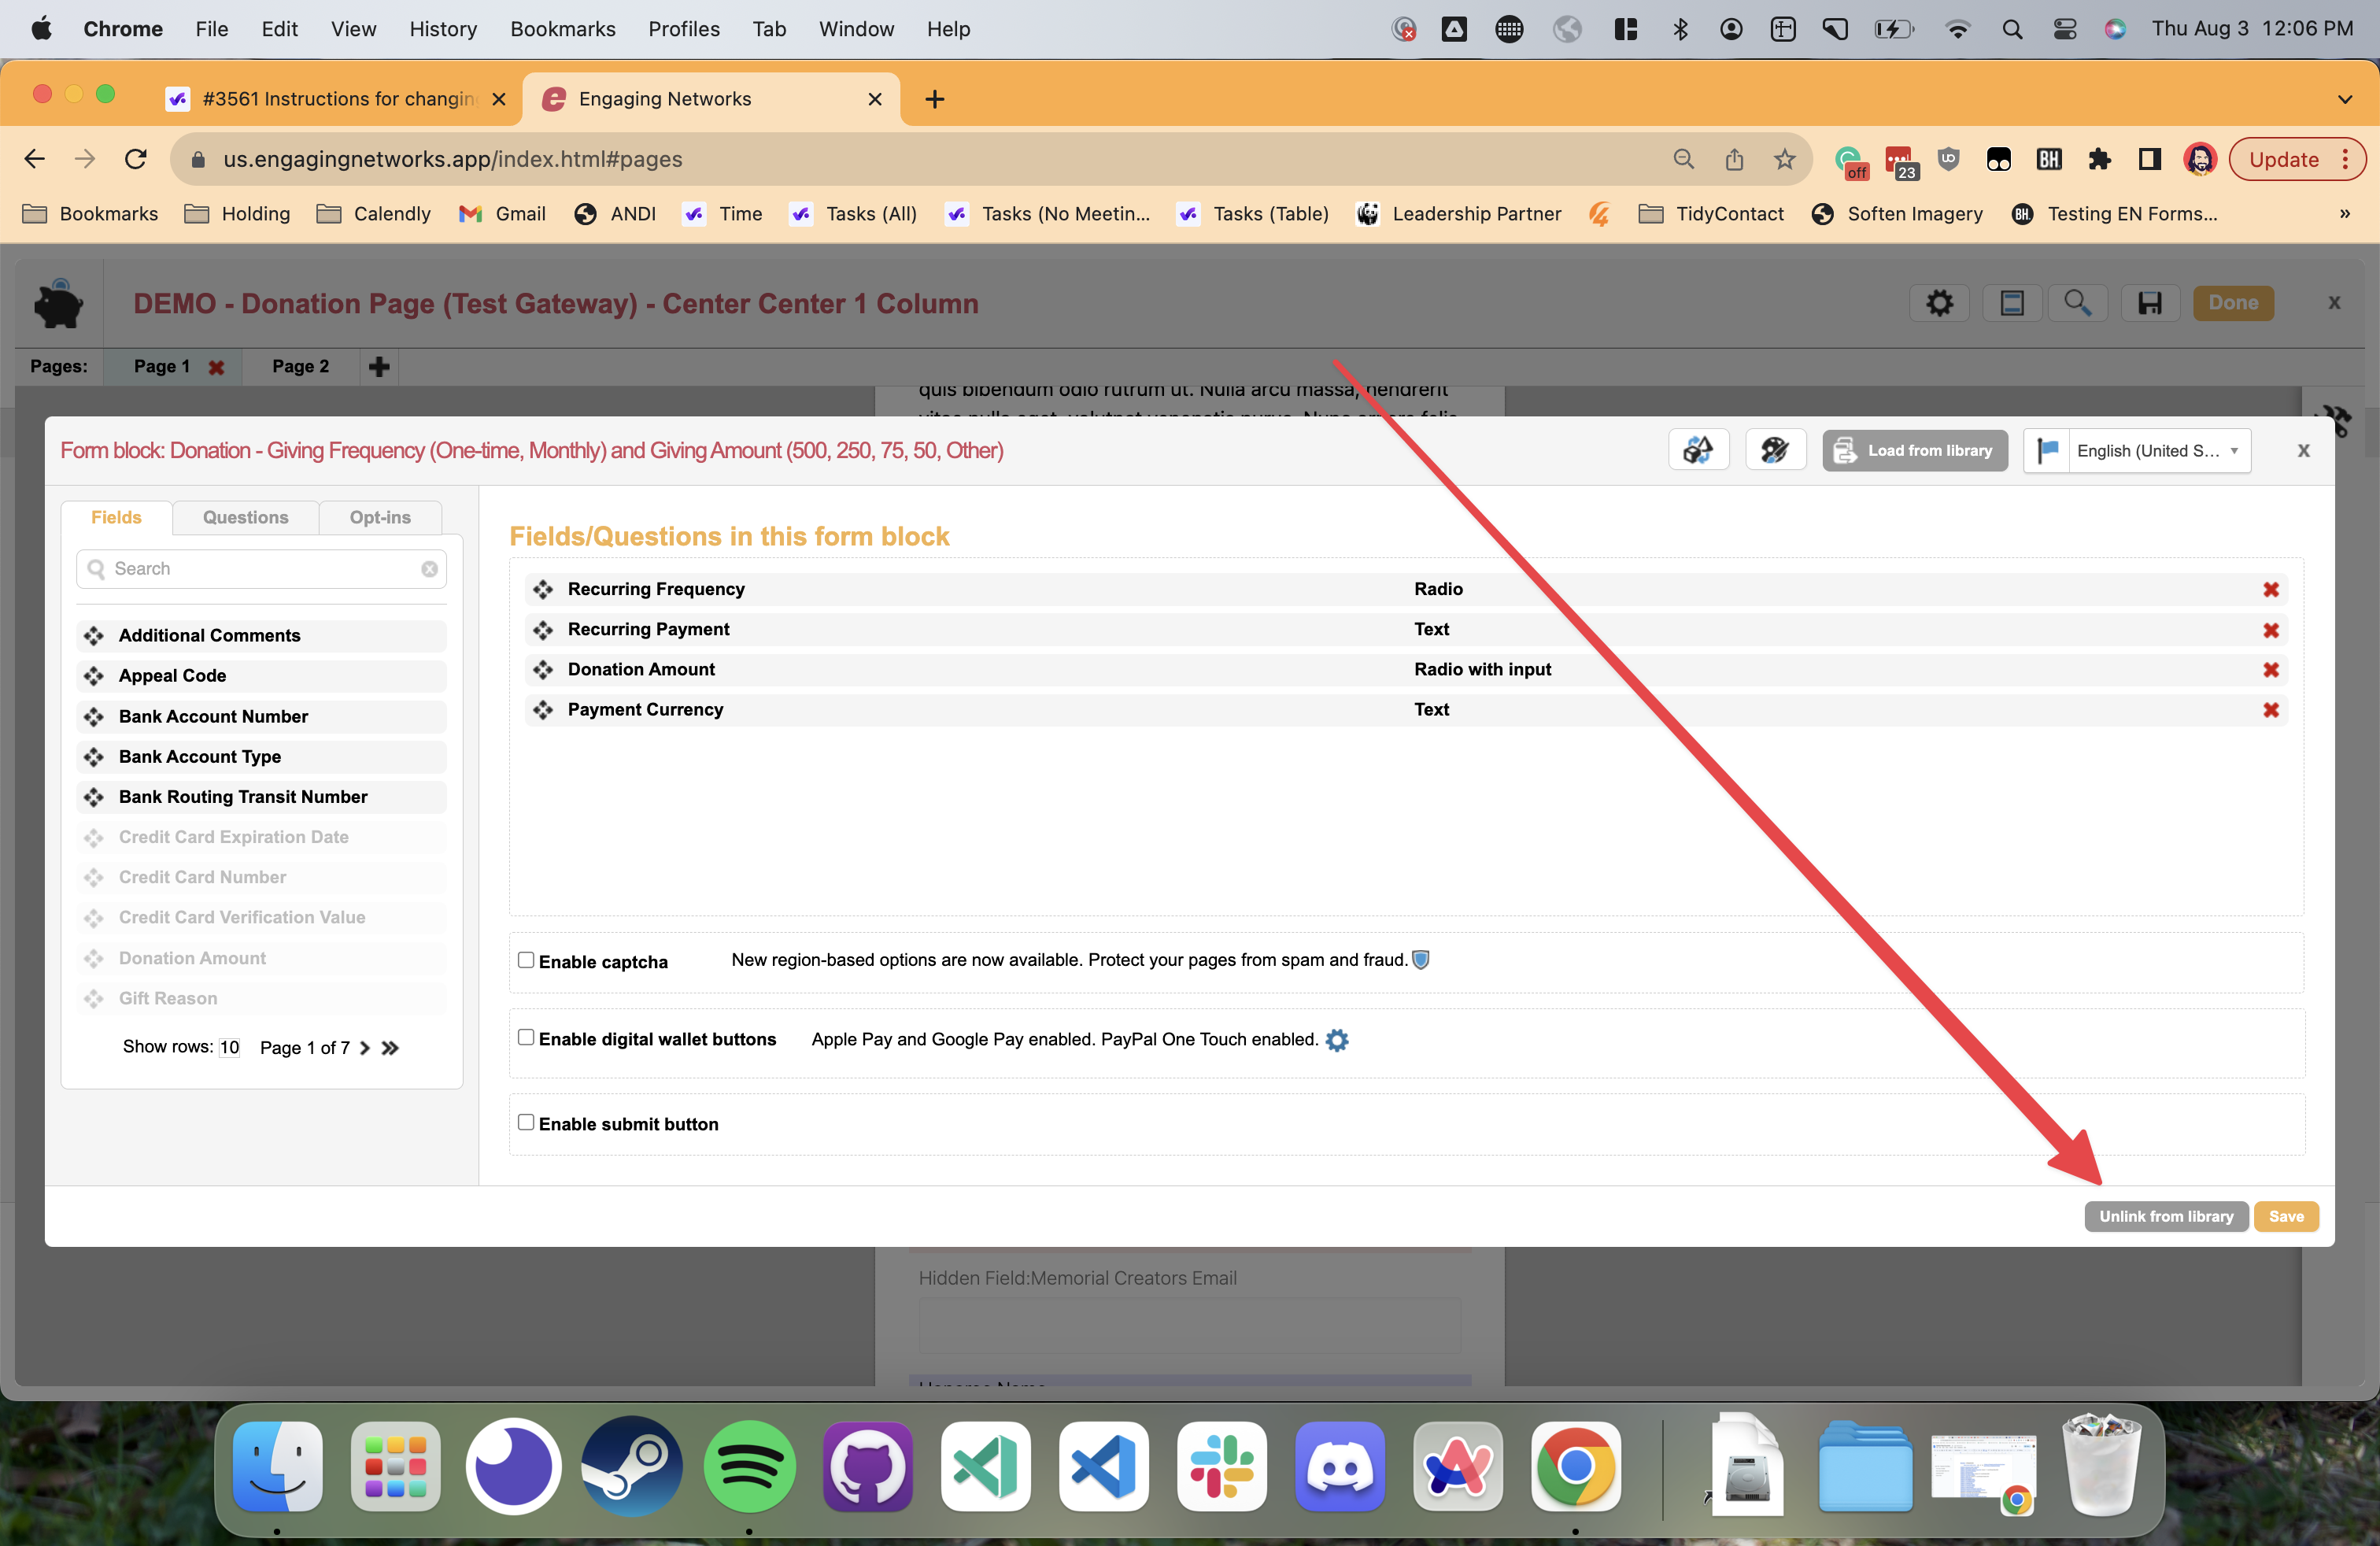 Chrome File Edit View History Bookmarks Profiles Tab Window Help Thu Aug 3 12:06 PM
#3561 Instructions for changin Engaging Networks
us.engagingnetworks.app/index.html#pages off 23 UD BH Update
Bookmarks Holding Calendly Gmail ANDI Time Tasks (All) Tasks (No Meetin... Tasks (Table) Leadership Partner TidyContact Soften Imagery BH. Testing EN Forms... »
DEMO - Donation Page (Test Gateway) - Center Center 1 Column Done x
Pages: Page 1 Page 2
quis bibendum odio rutrum ut. Nulla arcu massa, hendrerit
Form block: Donation - Giving Frequency (One-time, Monthly) and Giving Amount (500, 250, 75, 50, Other) Load from library English (United S... x
Fields Questions Opt-ins
Search
Additional Comments
Appeal Code
Bank Account Number
Bank Account Type
Bank Routing Transit Number
Credit Card Expiration Date
Credit Card Number
Credit Card Verification Value
Donation Amount
Gift Reason
Show rows: 10 Page 1 of 7
Fields/Questions in this form block
Recurring Frequency Radio
Recurring Payment Text
Donation Amount Radio with input
Payment Currency Text
Enable captcha New region-based options are now available. Protect your pages from spam and fraud.
Enable digital wallet buttons Apple Pay and Google Pay enabled. PayPal One Touch enabled.
Enable submit button
Unlink from library Save
Hidden Field:Memorial Creators Email